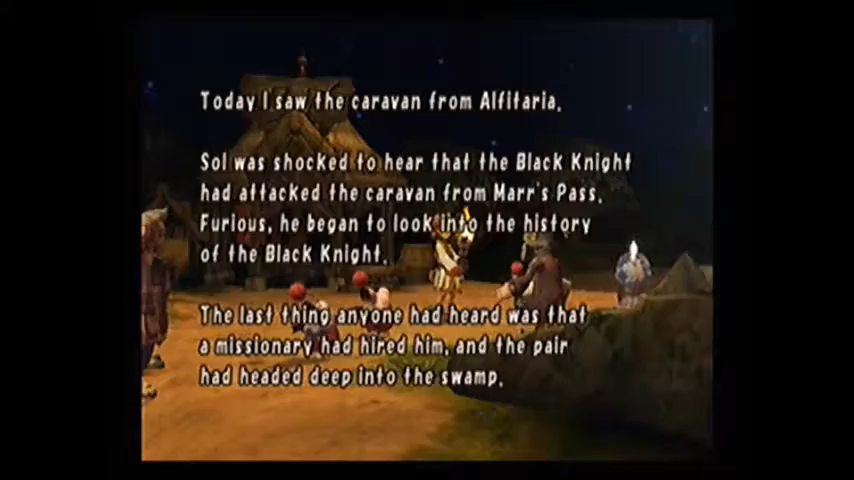 Today I saw the caravan from Alfitaria.
Sol was shocked to hear that the Black Knight
had attacked the caravan from Marr's Pass.
Furious, he began to look into the history
of the Black Knight.
The last thing anyone had heard was that
a missionary had hired him, and the pair
had headed deep into the swamp.